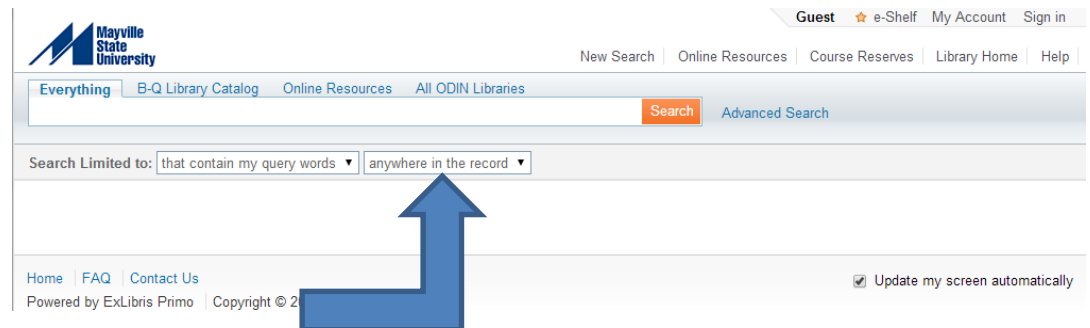 Guest e-Shelf My Account Sign in
Mayville
State
University
New Search Online Resources Course Reserves Library Home Help
Everything B-Q Library Catalog Online Resources All ODIN Libraries
Search Advanced Search
Search Limited to: that contain my query words anywhere in the record
Home FAQ Contact Us
Update my screen automatically
Powered by ExLibris Primo Copyright ©